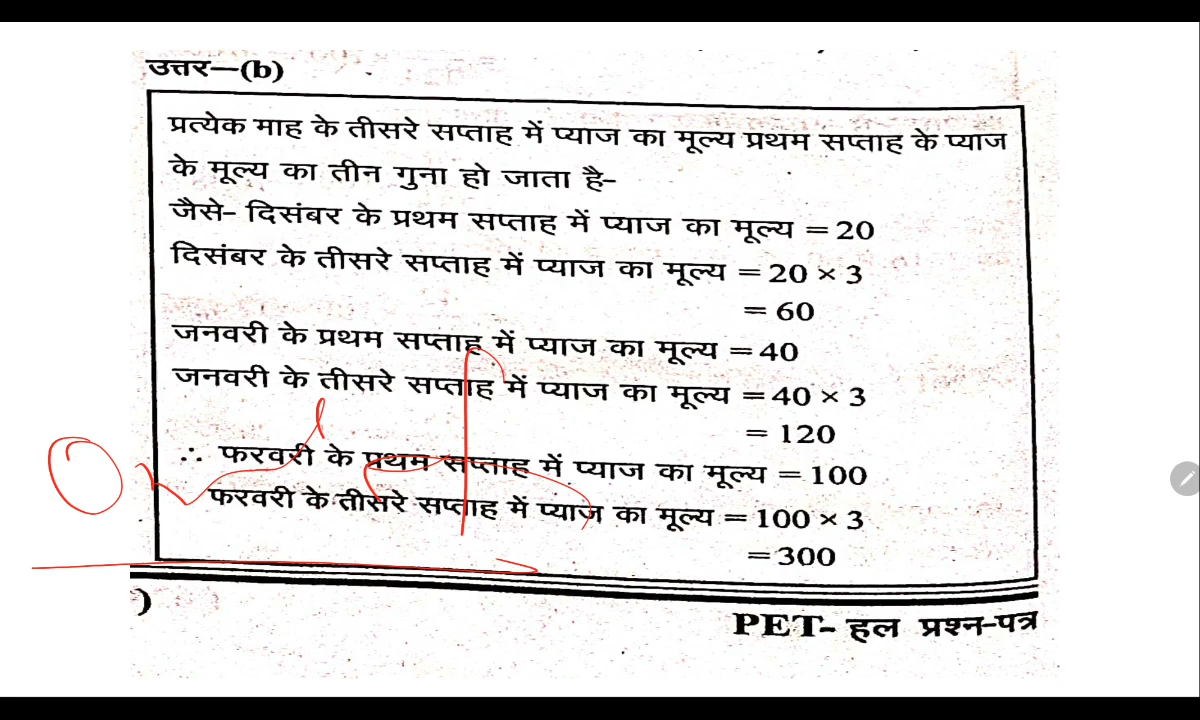 उत्तर—(b)
प्रत्येक माह के तीसरे सप्ताह में प्याज का मूल्य प्रथम सप्ताह के प्याज
के मूल्य का तीन गुना हो जाता है-
जैसे- दिसंबर के प्रथम सप्ताह में प्याज का मूल्य = 20
दिसंबर के तीसरे सप्ताह में प्याज का मूल्य = 20 × 3
= 60
जनवरी के प्रथम सप्ताह में प्याज का मूल्य = 40
जनवरी के तीसरे सप्ताह में प्याज का मूल्य = 40 × 3
= 120
∴ फरवरी के प्रथम सप्ताह में प्याज का मूल्य = 100
फरवरी के तीसरे सप्ताह में प्याज का मूल्य = 100 × 3
= 300
)
PET- हल प्रश्न-पत्र